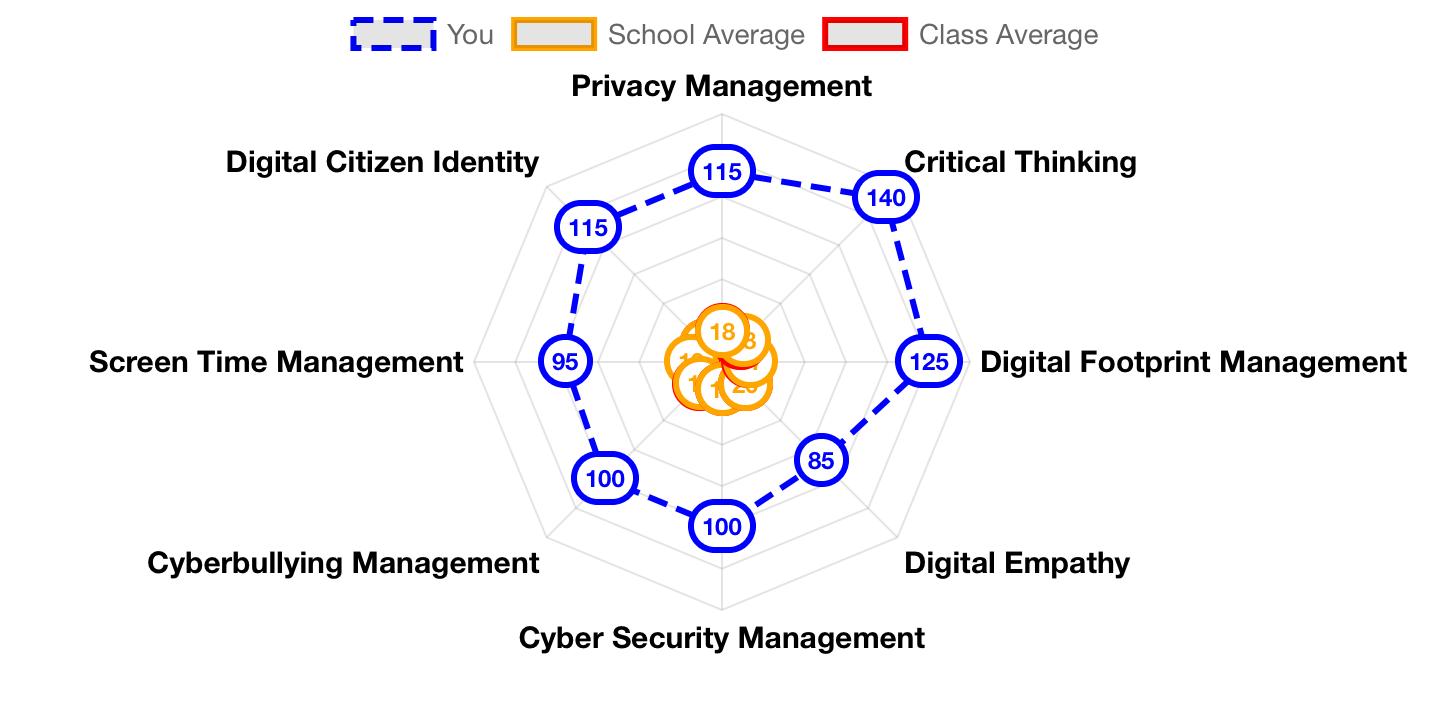 You School Average Class Average
Privacy Management
Digital Citizen Identity
Critical Thinking
115
140
115
18
Screen Time Management
95
125
Digital Footprint Management
85
100
100
Cyberbullying Management
Digital Empathy
Cyber Security Management